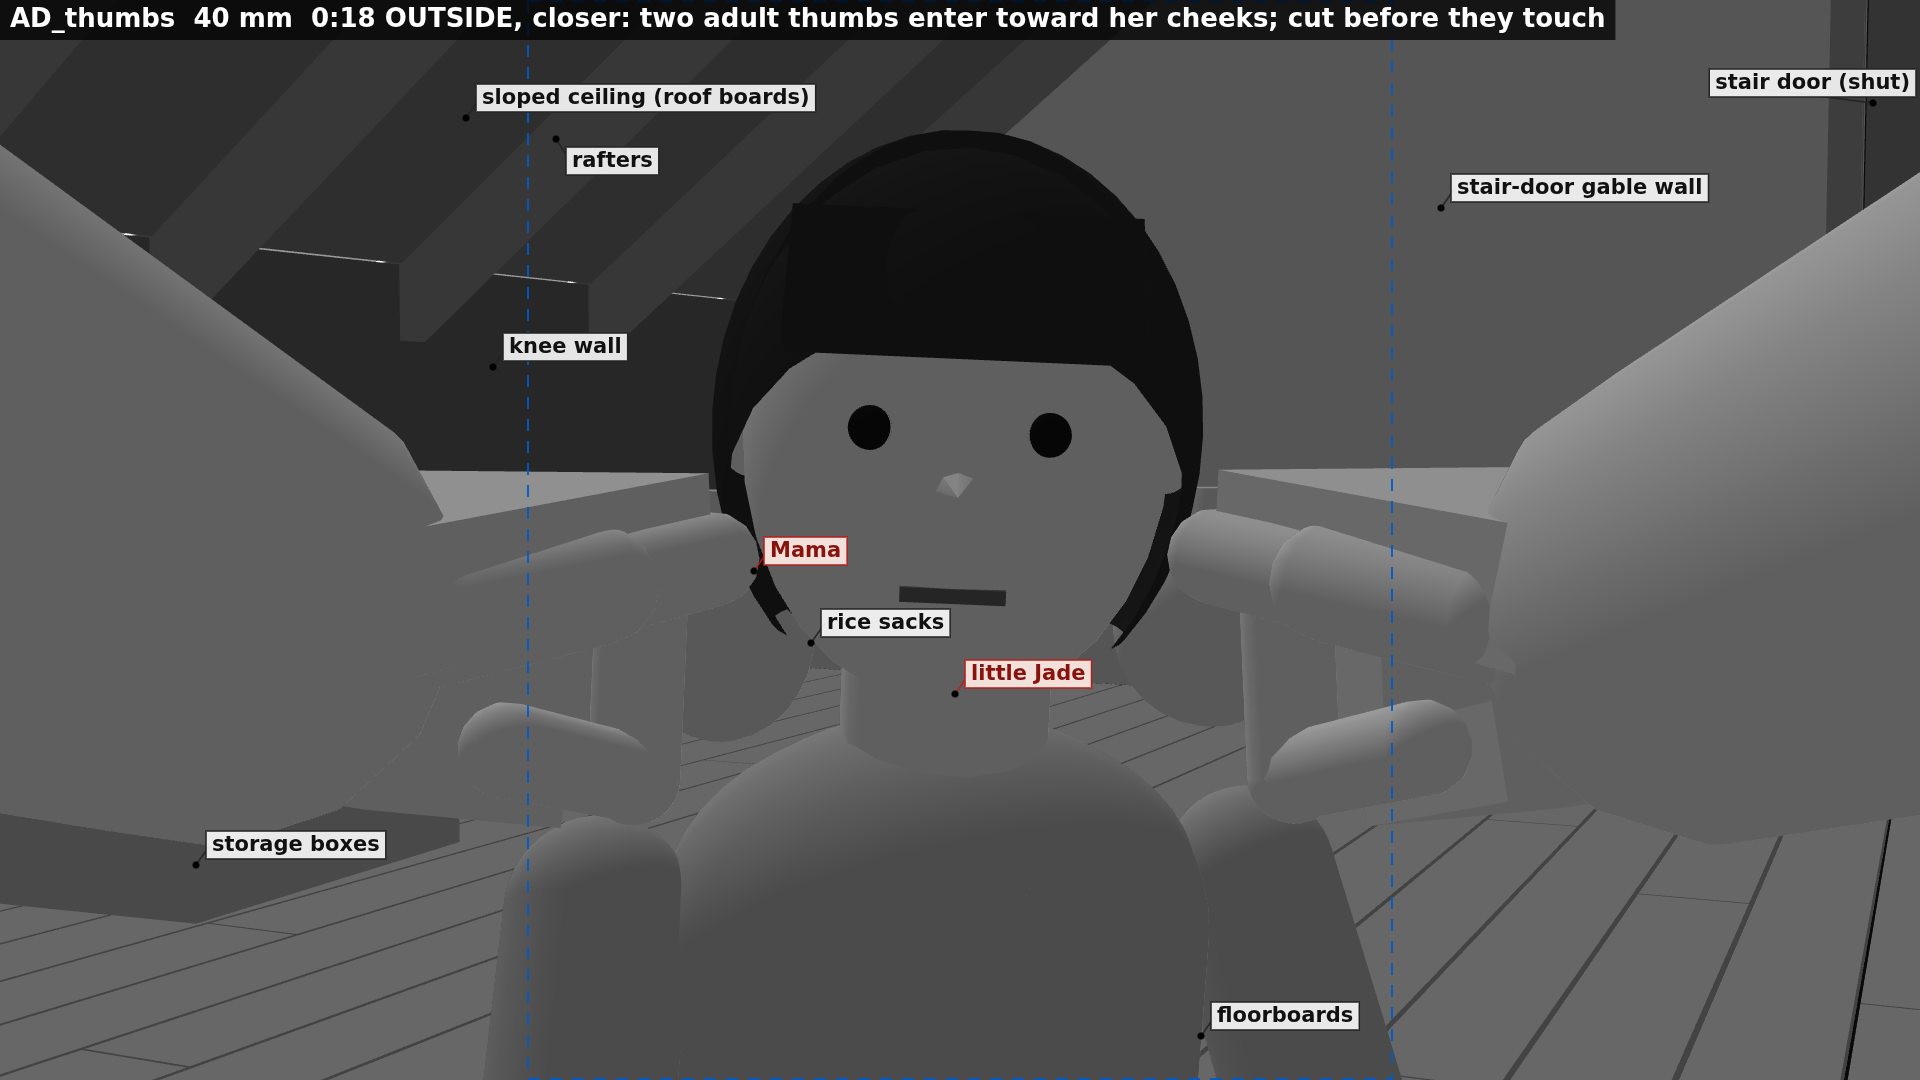 AD_thumbs  40 mm  0:18 OUTSIDE, closer: two adult thumbs enter toward her cheeks; cut before they touch
stair door (shut)
sloped ceiling (roof boards)
rafters
stair-door gable wall
knee wall
Mama
rice sacks
little Jade
storage boxes
floorboards